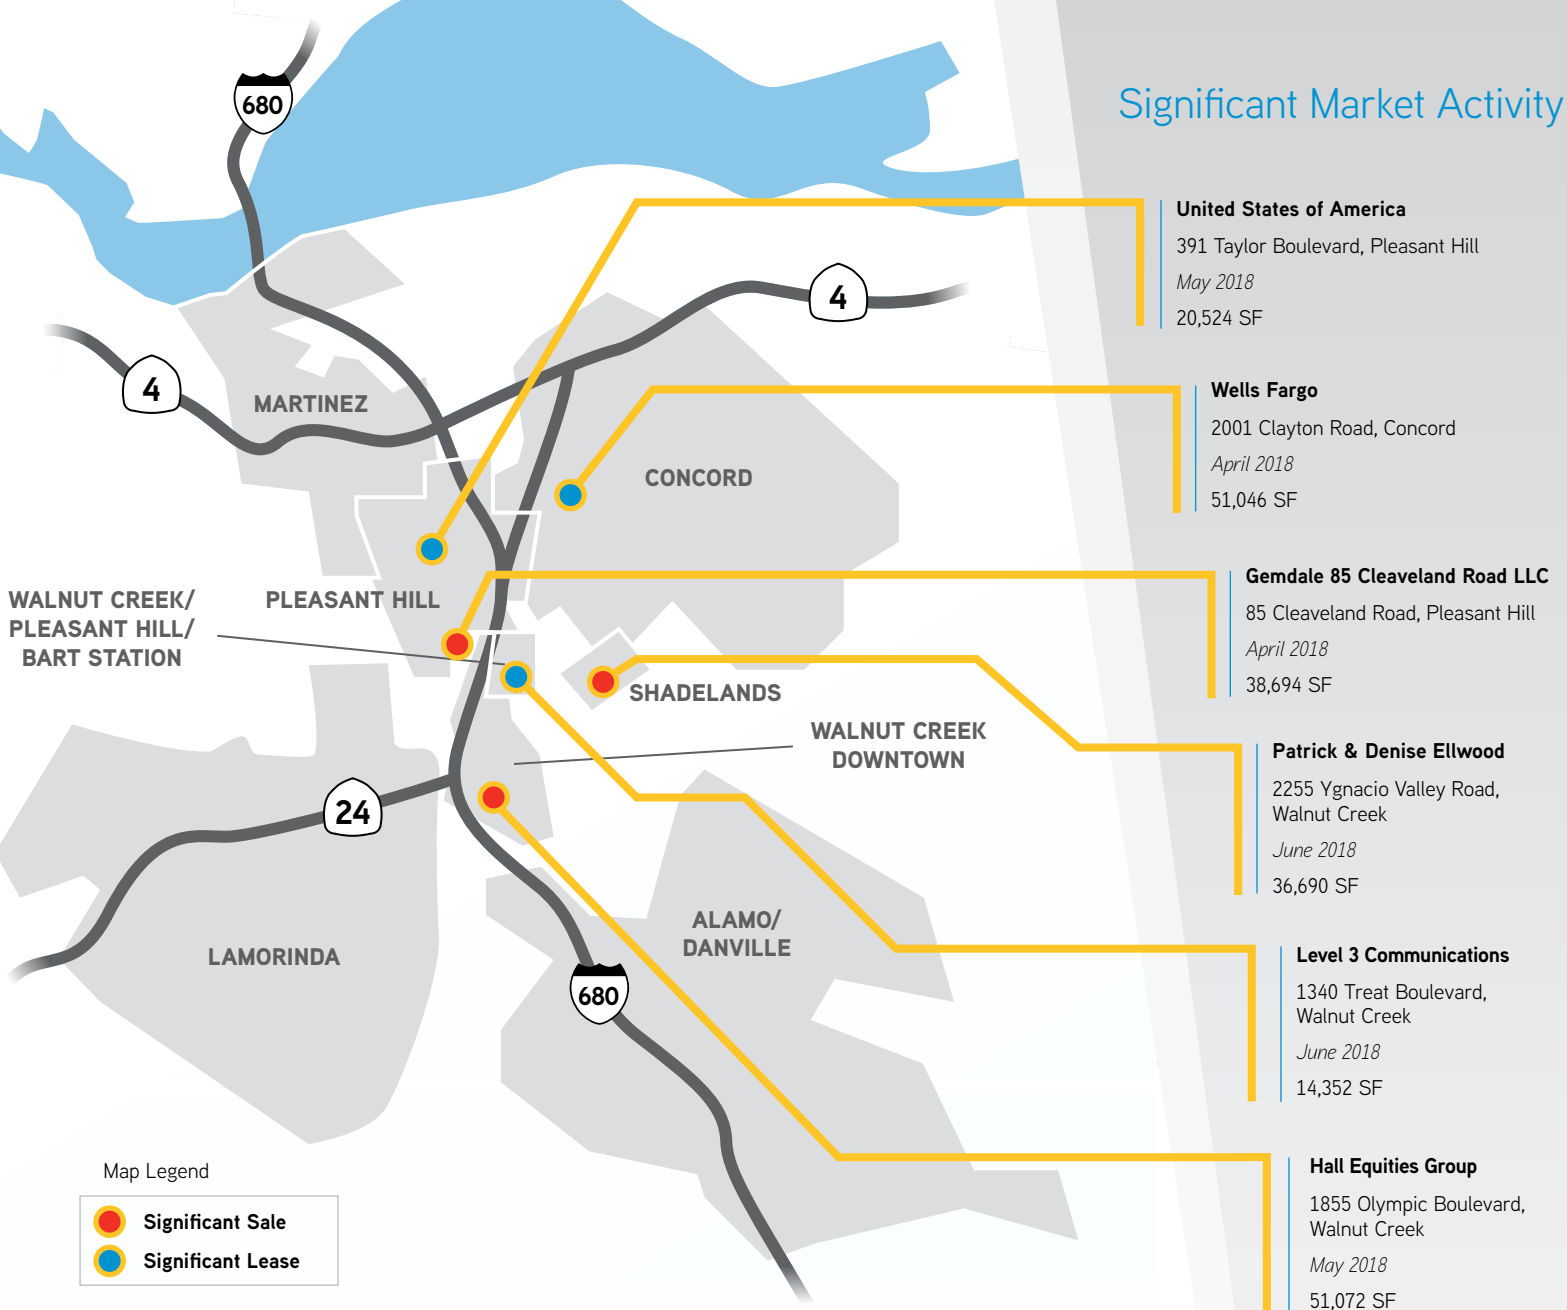 Significant Market Activity
680
United States of America
391 Taylor Boulevard, Pleasant Hill
May 2018
20,524 SF
4
4
MARTINEZ
Wells Fargo
2001 Clayton Road, Concord
April 2018
51,046 SF
CONCORD
Gemdale 85 Cleaveland Road LLC
85 Cleaveland Road, Pleasant Hill
April 2018
38,694 SF
WALNUT CREEK/
PLEASANT HILL/
BART STATION
PLEASANT HILL
SHADELANDS
WALNUT CREEK
DOWNTOWN
Patrick & Denise Ellwood
2255 Ygnacio Valley Road,
Walnut Creek
June 2018
36,690 SF
24
LAMORINDA
ALAMO/
DANVILLE
680
Level 3 Communications
1340 Treat Boulevard,
Walnut Creek
June 2018
14,352 SF
Hall Equities Group
1855 Olympic Boulevard,
Walnut Creek
May 2018
51,072 SF
Map Legend
Significant Sale
Significant Lease